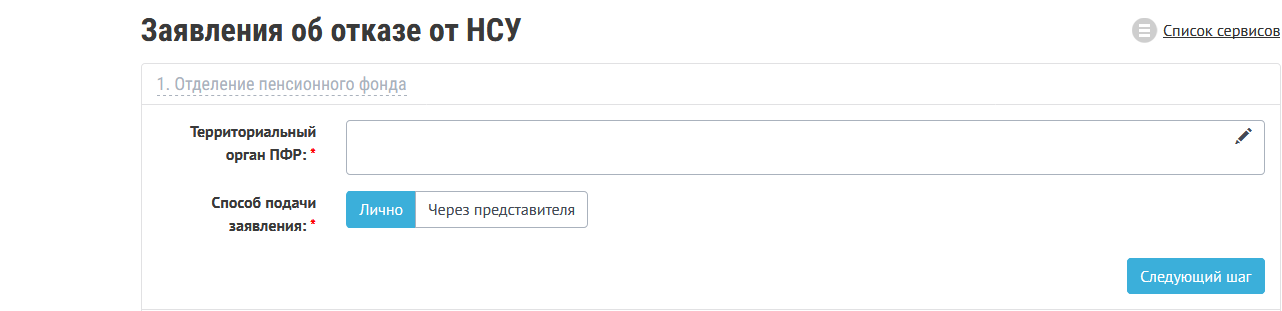 Заявления об отказе от НСУ
Список сервисов
1. Отделение пенсионного фонда
Территориальный
орган ПФР: *
Способ подачи
заявления: *
Лично
Через представителя
Следующий шаг